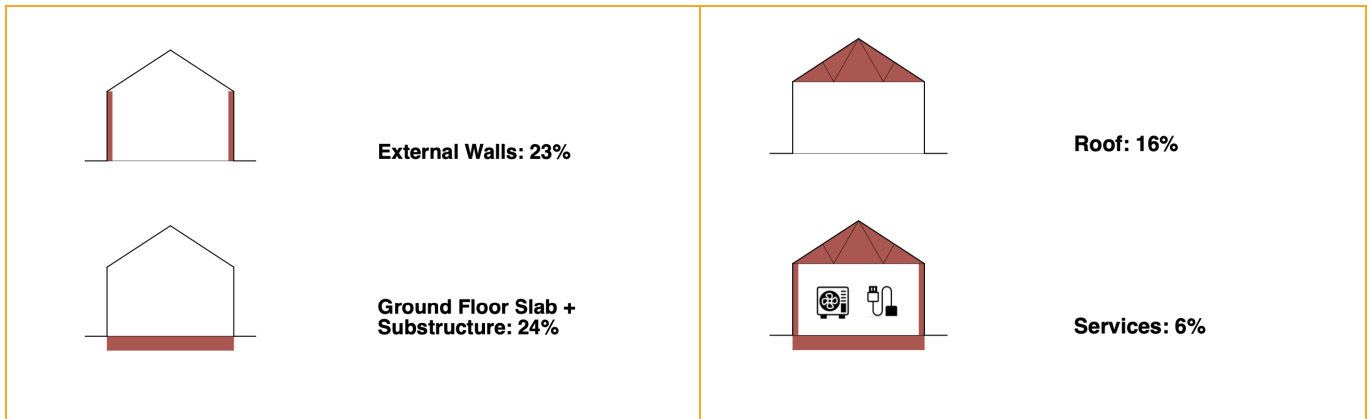 External Walls: 23%
Ground Floor Slab +
Substructure: 24%
Roof: 16%
Services: 6%